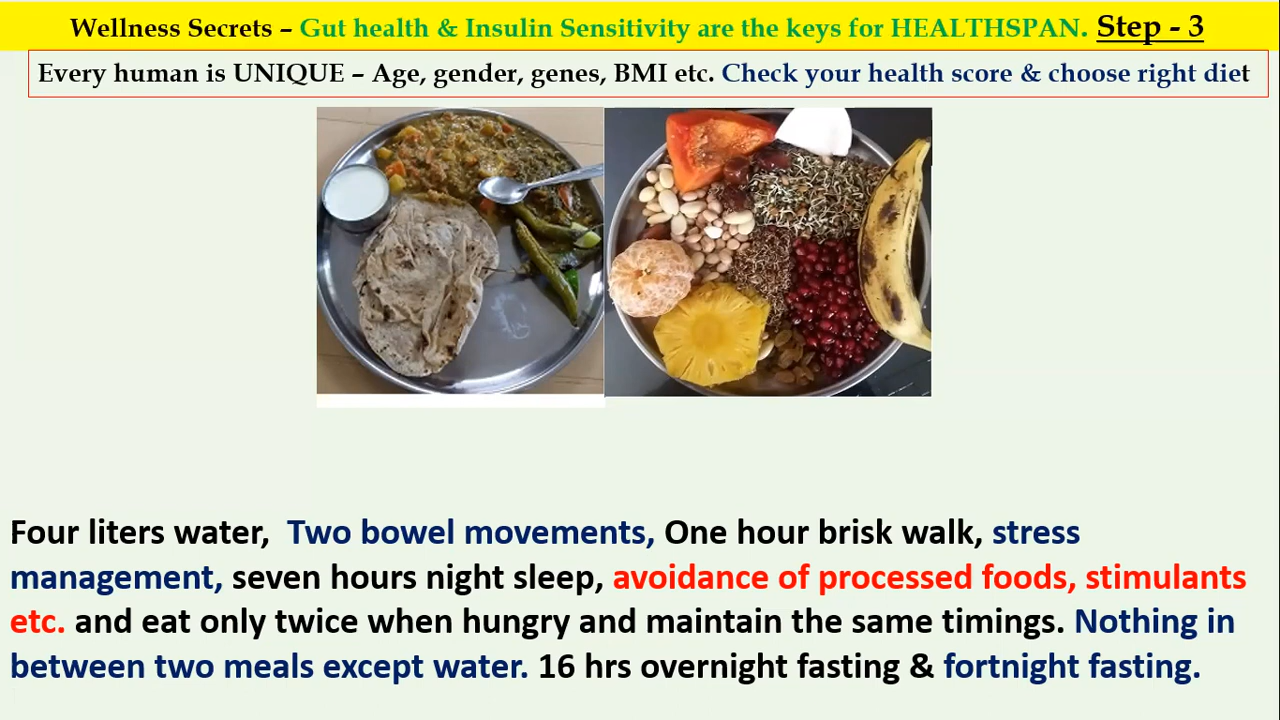 Wellness Secrets – Gut health & Insulin Sensitivity are the keys for HEALTHSPAN. Step - 3
Every human is UNIQUE – Age, gender, genes, BMI etc. Check your health score & choose right diet
Four liters water,  Two bowel movements, One hour brisk walk, stress
management, seven hours night sleep, avoidance of processed foods, stimulants
etc. and eat only twice when hungry and maintain the same timings. Nothing in
between two meals except water. 16 hrs overnight fasting & fortnight fasting.